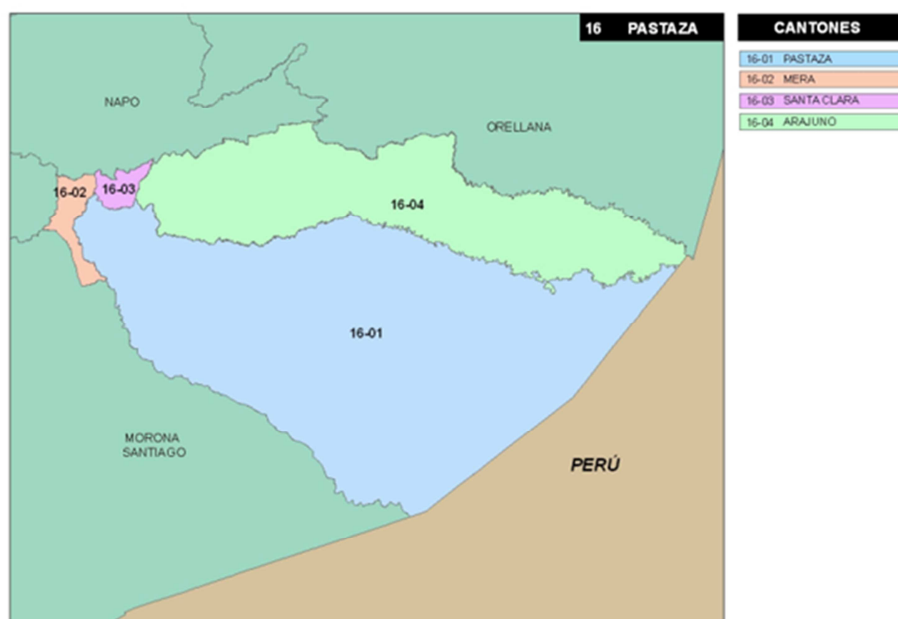 16 PASTAZA
CANTONES
16-01 PASTAZA
16-02 MERA
16-03 SANTA CLARA
16-04 ARAJUNO
NAPO
ORELLANA
16-02
16-03
16-04
16-01
MORONA
SANTIAGO
PERÚ